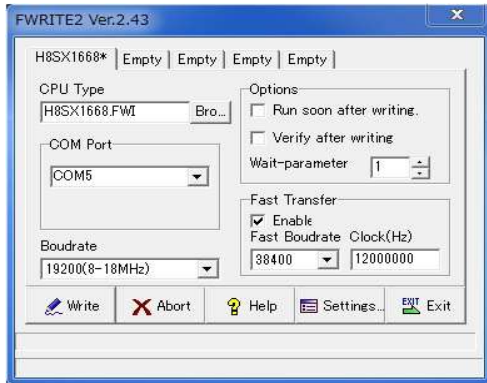 FWRITE2 Ver.2.43
H8SX1668* Empty Empty Empty Empty
CPU Type
H8SX1668.FWI Bro...
COM Port
COM5
Boudrate
19200(8-18MHz)
Options
Run soon after writing.
Verify after writing
Wait-parameter 1
Fast Transfer
Enable
Fast Boudrate Clock(Hz)
38400 12000000
Write Abort Help Settings... EXIT Exit